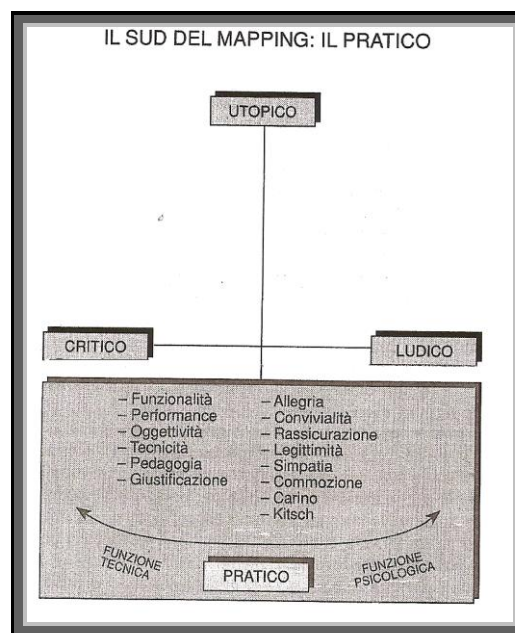 IL SUD DEL MAPPING: IL PRATICO
UTOPICO
CRITICO
LUDICO
– Funzionalità
– Performance
– Oggettività
– Tecnicità
– Pedagogia
– Giustificazione
– Allegria
– Convivialità
– Rassicurazione
– Legittimità
– Simpatia
– Commozione
– Carino
– Kitsch
FUNZIONE
TECNICA
PRATICO
FUNZIONE
PSICOLOGICA